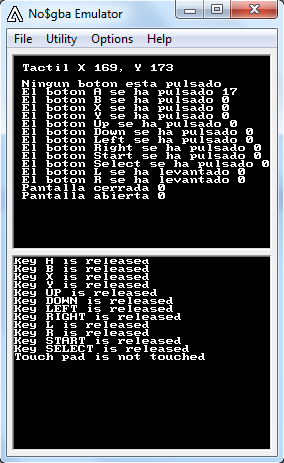 No$gba Emulator
File Utility Options Help
Tactil X 169, Y 173
Ningun boton esta pulsado
El boton A se ha pulsado 17
El boton B se ha pulsado 0
El boton X se ha pulsado 0
El boton Y se ha pulsado 0
El boton Up se ha pulsado 0
El boton Down se ha pulsado 0
El boton Left se ha pulsado 0
El boton Right se ha pulsado 0
El boton Start se ha pulsado 0
El boton Select se ha pulsado 0
El boton L se ha levantado 0
El boton R se ha levantado 0
Pantalla cerrada 0
Pantalla abierta 0
Key A is released
Key B is released
Key X is released
Key Y is released
Key UP is released
Key DOWN is released
Key LEFT is released
Key RIGHT is released
Key L is released
Key R is released
Key START is released
Key SELECT is released
Touch pad is not touched